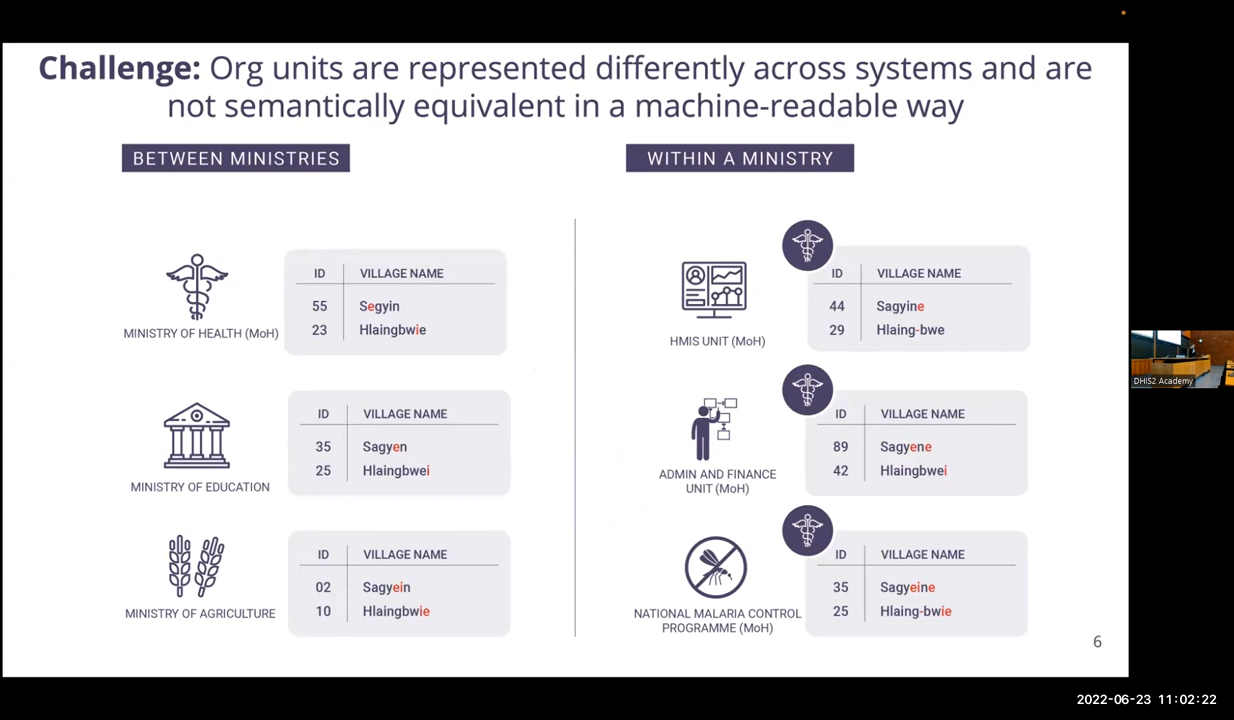 Challenge: Org units are represented differently across systems and are
not semantically equivalent in a machine-readable way
BETWEEN MINISTRIES
MINISTRY OF HEALTH (MoH)
ID VILLAGE NAME
55 Segyin
23 Hlaingbwie
MINISTRY OF EDUCATION
ID VILLAGE NAME
35 Sagyen
25 Hlaingbwei
MINISTRY OF AGRICULTURE
ID VILLAGE NAME
02 Sagyein
10 Hlaingbwie
WITHIN A MINISTRY
HMIS UNIT (MoH)
ID VILLAGE NAME
44 Sagyine
29 Hlaing-bwe
ADMIN AND FINANCE
UNIT (MoH)
ID VILLAGE NAME
89 Sagyene
42 Hlaingbwei
NATIONAL MALARIA CONTROL
PROGRAMME (MoH)
ID VILLAGE NAME
35 Sagyeine
25 Hlaing-bwie
6
DHIS2 Academy
2022-06-23 11:02:22